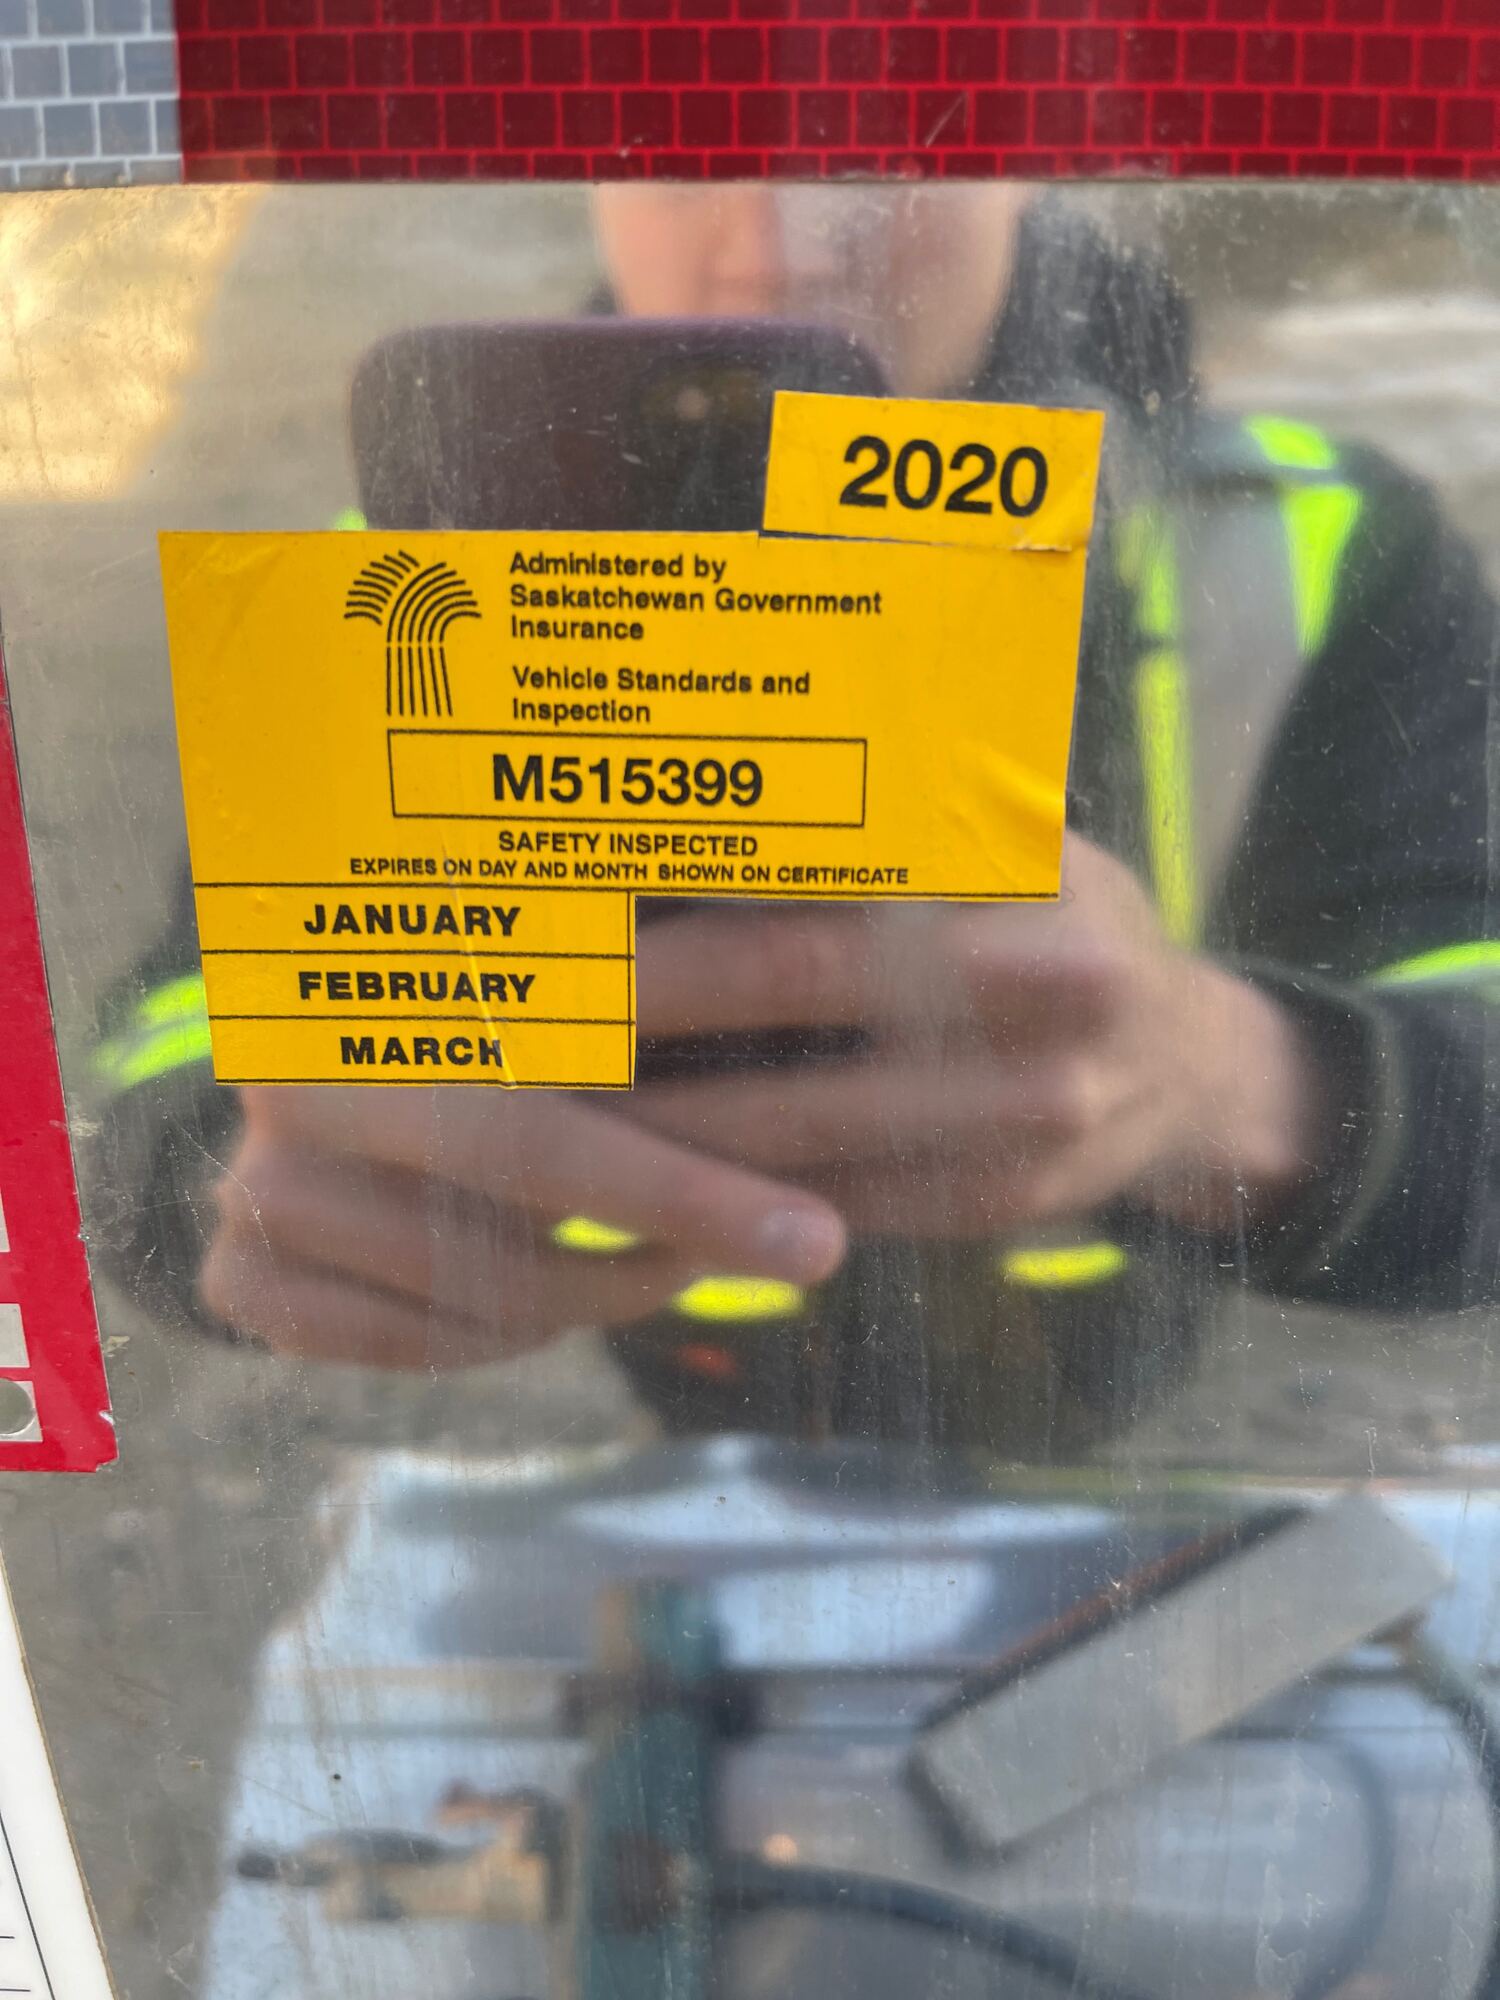 2020
Administered by
Saskatchewan Government
Insurance
Vehicle Standards and
Inspection
M515399
SAFETY INSPECTED
EXPIRES ON DAY AND MONTH SHOWN ON CERTIFICATE
JANUARY
FEBRUARY
MARCH